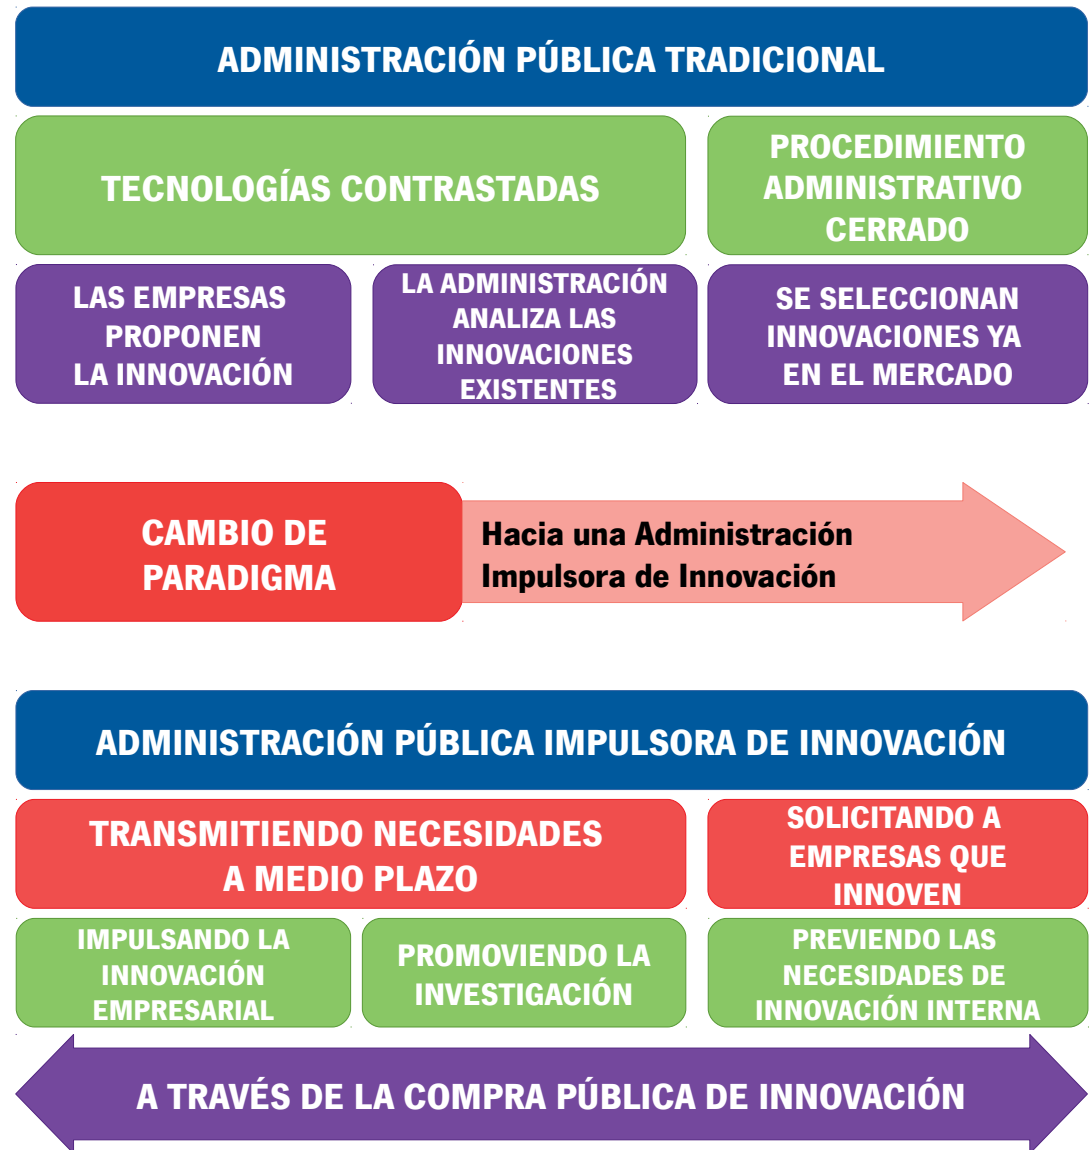 ADMINISTRACIÓN PÚBLICA TRADICIONAL
TECNOLOGÍAS CONTRASTADAS
PROCEDIMIENTO
ADMINISTRATIVO
CERRADO
LAS EMPRESAS
PROPONEN
LA INNOVACIÓN
LA ADMINISTRACIÓN
ANALIZA LAS
INNOVACIONES
EXISTENTES
SE SELECCIONAN
INNOVACIONES YA
EN EL MERCADO
CAMBIO DE
PARADIGMA
Hacia una Administración
Impulsora de Innovación
ADMINISTRACIÓN PÚBLICA IMPULSORA DE INNOVACIÓN
TRANSMITIENDO NECESIDADES
A MEDIO PLAZO
SOLICITANDO A
EMPRESAS QUE
INNOVEN
IMPULSANDO LA
INNOVACIÓN
EMPRESARIAL
PROMOVIENDO LA
INVESTIGACIÓN
PREVIENDO LAS
NECESIDADES DE
INNOVACIÓN INTERNA
A TRAVÉS DE LA COMPRA PÚBLICA DE INNOVACIÓN